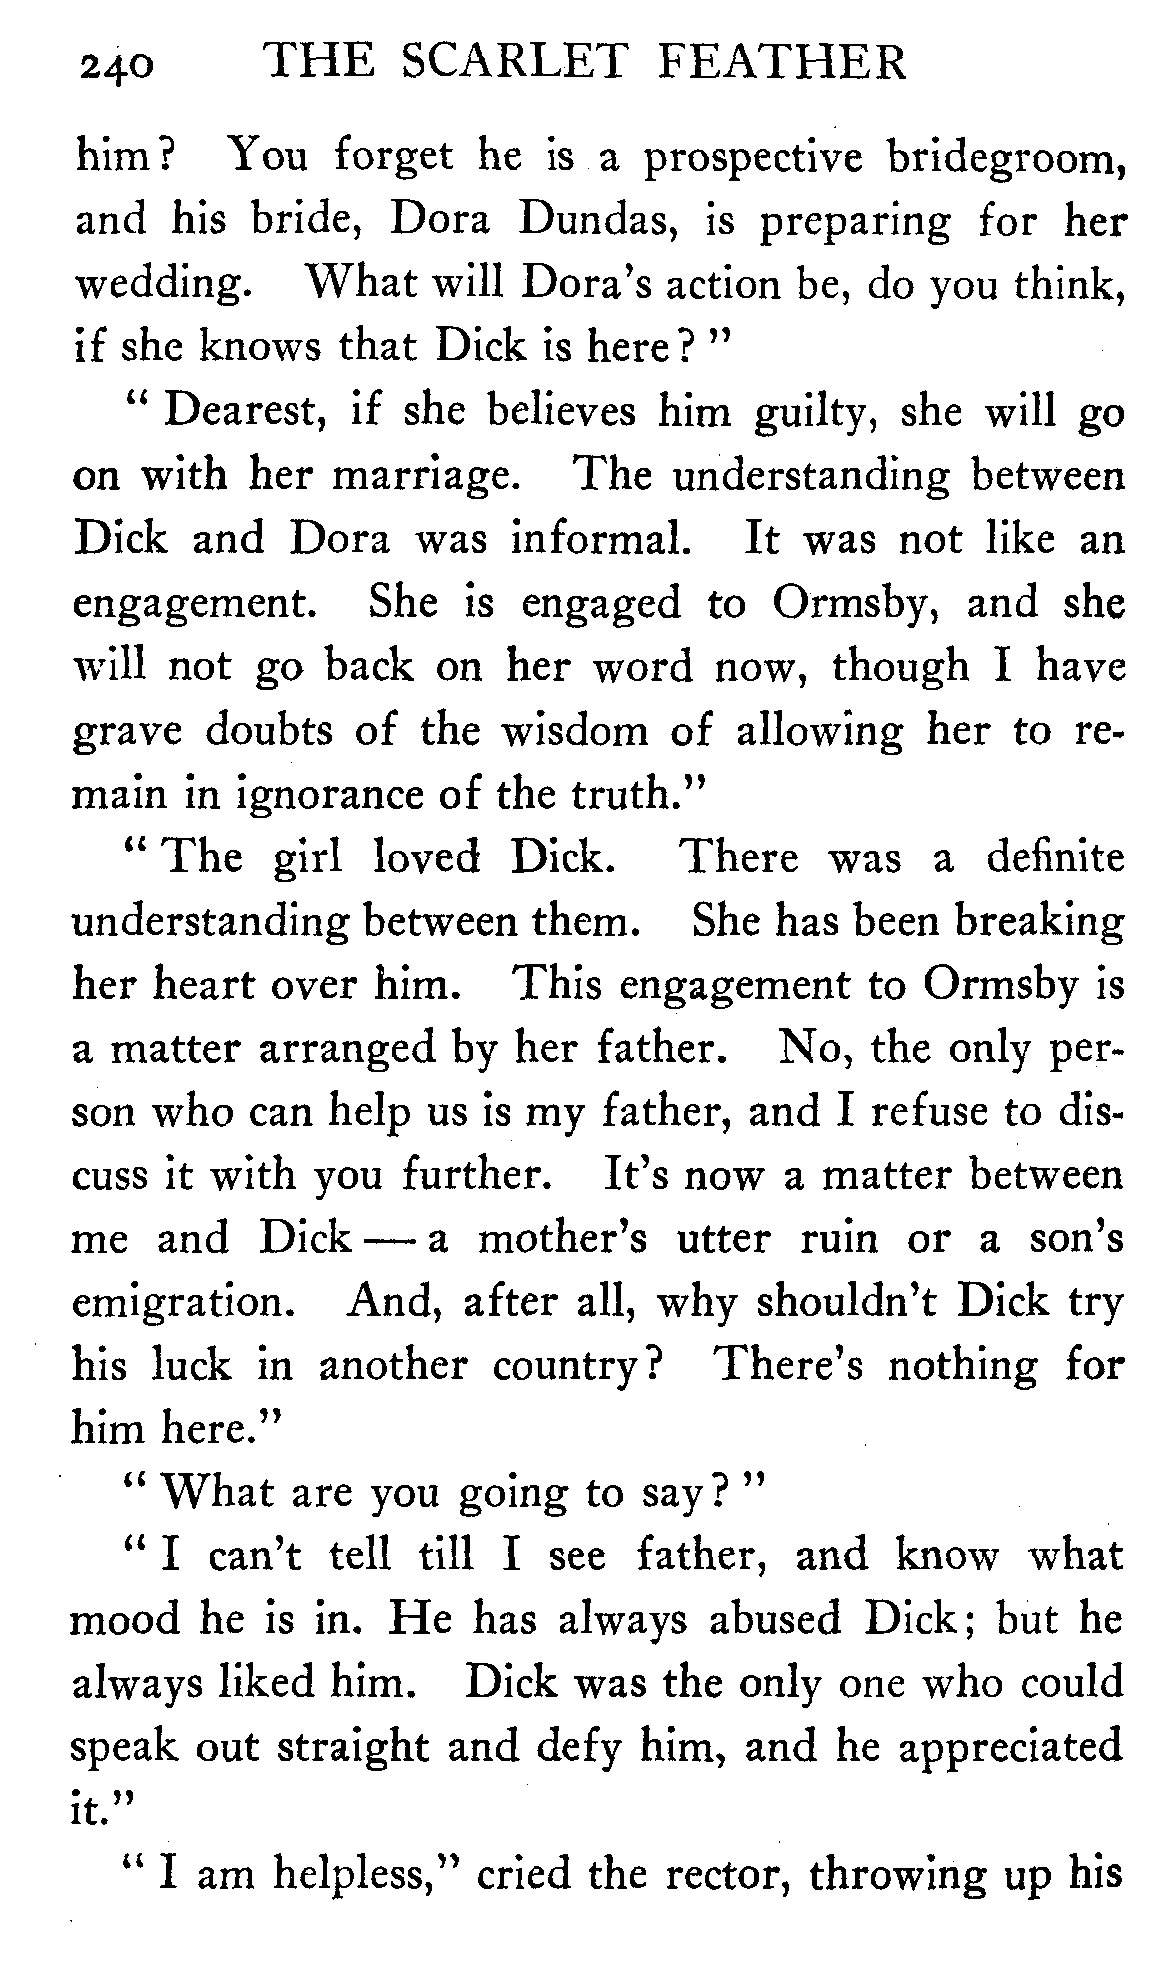 240 THE SCARLET FEATHER
him? You forget he is a prospective bridegroom,
and his bride, Dora Dundas, is preparing for her
wedding. What will Dora's action be, do you think,
if she knows that Dick is here?"
"Dearest, if she believes him guilty, she will go
on with her marriage. The understanding between
Dick and Dora was informal. It was not like an
engagement. She is engaged to Ormsby, and she
will not go back on her word now, though I have
grave doubts of the wisdom of allowing her to re-
main in ignorance of the truth."
"The girl loved Dick. There was a definite
understanding between them. She has been breaking
her heart over him. This engagement to Ormsby is
a matter arranged by her father. No, the only per-
son who can help us is my father, and I refuse to dis-
cuss it with you further. It's now a matter between
me and Dick — a mother's utter ruin or a son's
emigration. And, after all, why shouldn't Dick try
his luck in another country? There's nothing for
him here."
"What are you going to say?"
"I can't tell till I see father, and know what
mood he is in. He has always abused Dick; but he
always liked him. Dick was the only one who could
speak out straight and defy him, and he appreciated
it."
"I am helpless," cried the rector, throwing up his